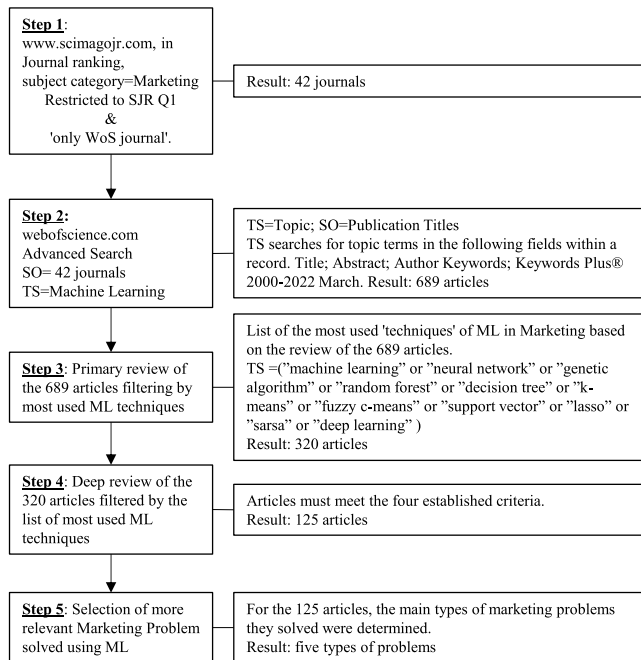 Step 1:
www.scimagojr.com, in
Journal ranking,
subject category=Marketing
Restricted to SJR Q1
&
'only WoS journal'.
Result: 42 journals
Step 2:
webofscience.com
Advanced Search
SO= 42 journals
TS=Machine Learning
TS=Topic; SO=Publication Titles
TS searches for topic terms in the following fields within a
record. Title; Abstract; Author Keywords; Keywords Plus®
2000-2022 March. Result: 689 articles
Step 3: Primary review of
the 689 articles filtering by
most used ML techniques
List of the most used 'techniques' of ML in Marketing based
on the review of the 689 articles.
TS =(”machine learning” or ”neural network” or ”genetic
algorithm” or ”random forest” or ”decision tree” or ”k-
means” or ”fuzzy c-means” or ”support vector” or ”lasso” or
”sarsa” or ”deep learning” )
Result: 320 articles
Step 4: Deep review of the
320 articles filtered by the
list of most used ML
techniques
Articles must meet the four established criteria.
Result: 125 articles
Step 5: Selection of more
relevant Marketing Problem
solved using ML
For the 125 articles, the main types of marketing problems
they solved were determined.
Result: five types of problems